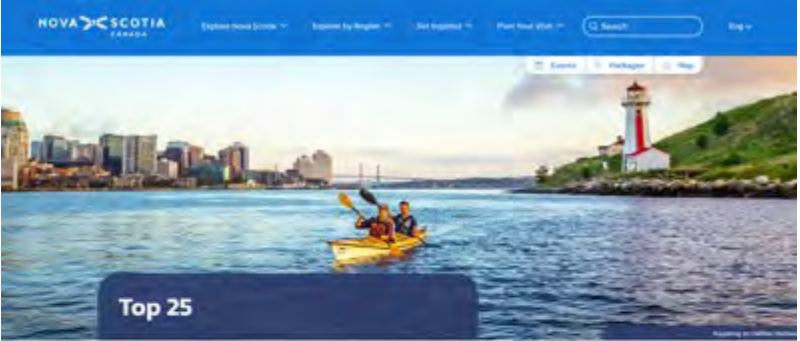 NOVA SCOTIA
CANADA
Explore Nova Scotia
Explore by Region
Get Inspired
Plan Your Visit
Search
Eng
Events
Packages
Map
Top 25